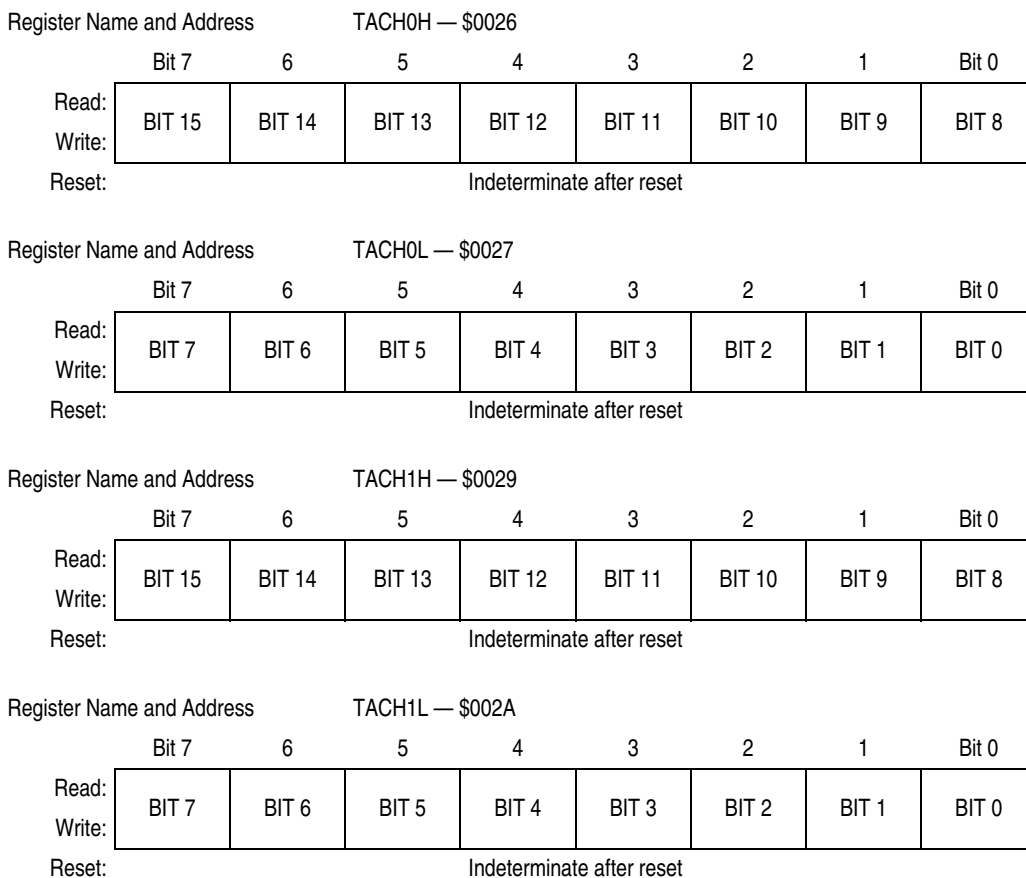 Register Name and Address TACH0H — $0026
Bit 7 6 5 4 3 2 1 Bit 0
Read:
BIT 15 BIT 14 BIT 13 BIT 12 BIT 11 BIT 10 BIT 9 BIT 8
Write:
Reset: Indeterminate after reset
Register Name and Address TACH0L — $0027
Bit 7 6 5 4 3 2 1 Bit 0
Read:
BIT 7 BIT 6 BIT 5 BIT 4 BIT 3 BIT 2 BIT 1 BIT 0
Write:
Reset: Indeterminate after reset
Register Name and Address TACH1H — $0029
Bit 7 6 5 4 3 2 1 Bit 0
Read:
BIT 15 BIT 14 BIT 13 BIT 12 BIT 11 BIT 10 BIT 9 BIT 8
Write:
Reset: Indeterminate after reset
Register Name and Address TACH1L — $002A
Bit 7 6 5 4 3 2 1 Bit 0
Read:
BIT 7 BIT 6 BIT 5 BIT 4 BIT 3 BIT 2 BIT 1 BIT 0
Write:
Reset: Indeterminate after reset